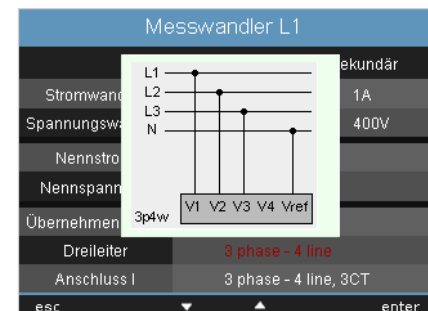 Messwandler L1
ekundär
Stromwand 1A
Spannungswa 400V
Nennstro
Nennspann
Übernehmen
Dreileiter 3 phase - 4 line
Anschluss I 3 phase - 4 line, 3CT
esc enter
L1
L2
L3
N
3p4w V1 V2 V3 V4 Vref